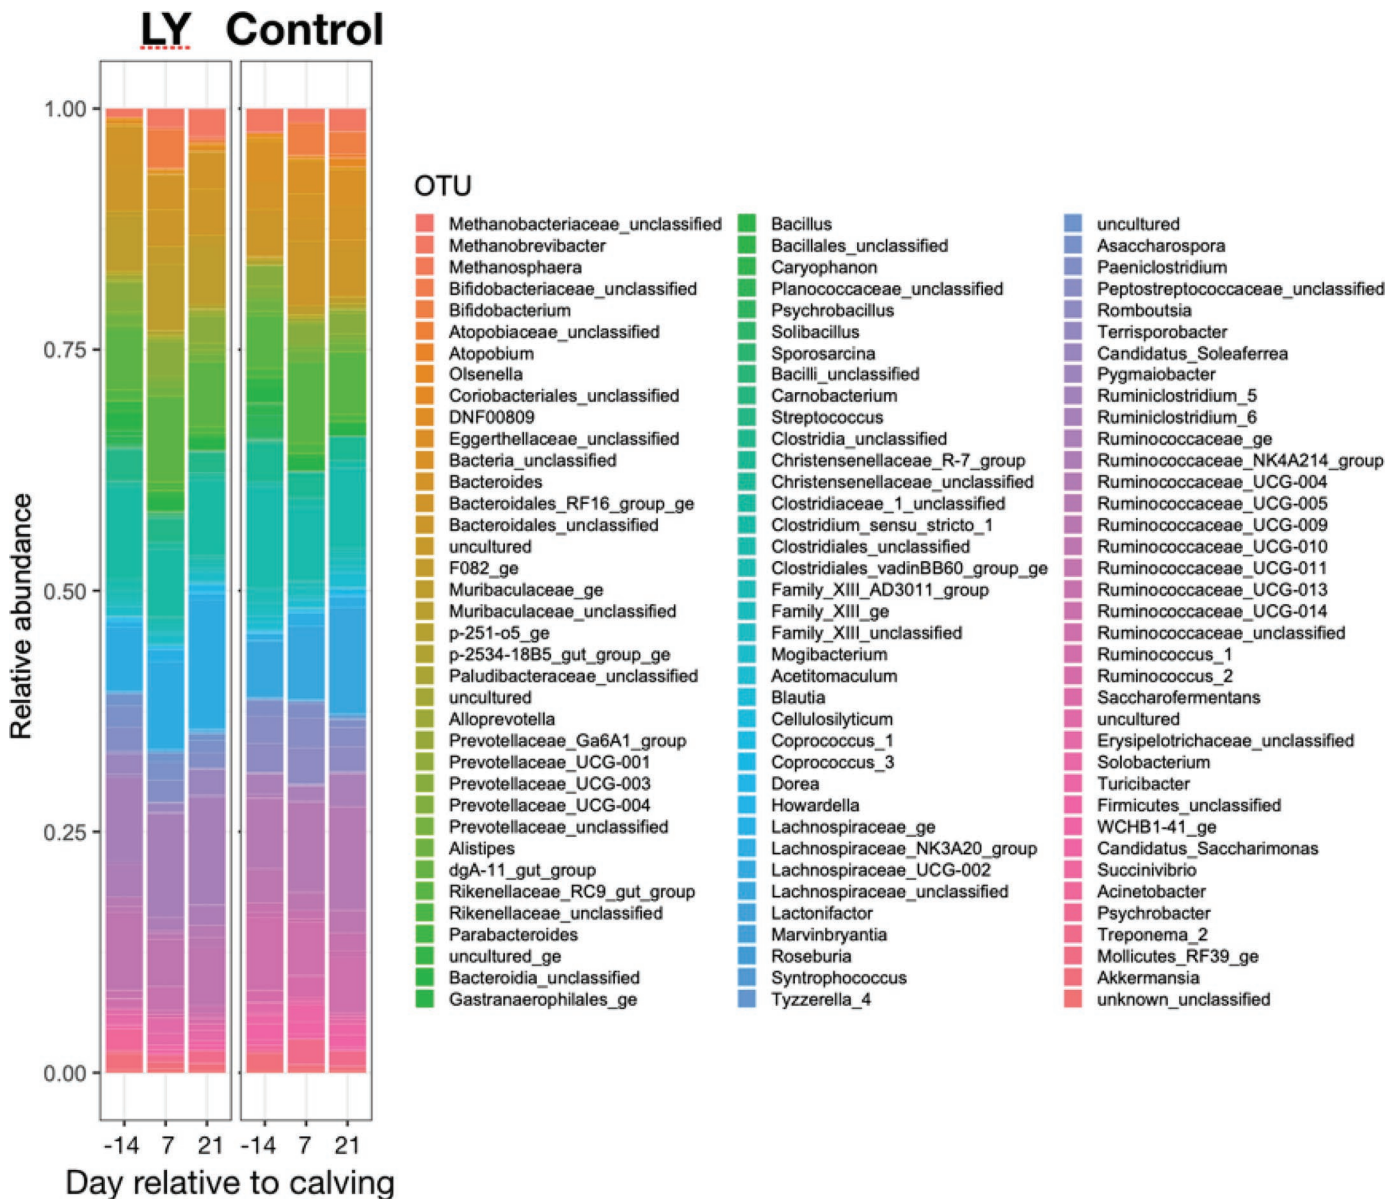 LY Control
1.00
0.75
0.50
0.25
0.00
Relative abundance
-14 7 21 -14 7 21
Day relative to calving
OTU
Methanobacteriaceae_unclassified
Methanobrevibacter
Methanosphaera
Bifidobacteriaceae_unclassified
Bifidobacterium
Atopobiaceae_unclassified
Atopobium
Olsenella
Coriobacteriales_unclassified
DNF00809
Eggerthellaceae_unclassified
Bacteria_unclassified
Bacteroides
Bacteroidales_RF16_group_ge
Bacteroidales_unclassified
uncultured
F082_ge
Muribaculaceae_ge
Muribaculaceae_unclassified
p-251-o5_ge
p-2534-18B5_gut_group_ge
Paludibacteraceae_unclassified
uncultured
Alloprevotella
Prevotellaceae_Ga6A1_group
Prevotellaceae_UCG-001
Prevotellaceae_UCG-003
Prevotellaceae_UCG-004
Prevotellaceae_unclassified
Alistipes
dgA-11_gut_group
Rikenellaceae_RC9_gut_group
Rikenellaceae_unclassified
Parabacteroides
uncultured_ge
Bacteroidia_unclassified
Gastranaerophilales_ge
Bacillus
Bacillales_unclassified
Caryophanon
Planococcaceae_unclassified
Psychrobacillus
Solibacillus
Sporosarcina
Bacilli_unclassified
Carnobacterium
Streptococcus
Clostridia_unclassified
Christensenellaceae_R-7_group
Christensenellaceae_unclassified
Clostridiaceae_1_unclassified
Clostridium_sensu_stricto_1
Clostridiales_unclassified
Clostridiales_vadinBB60_group_ge
Family_XIII_AD3011_group
Family_XIII_ge
Family_XIII_unclassified
Mogibacterium
Acetitomaculum
Blautia
Cellulosilyticum
Coprococcus_1
Coprococcus_3
Dorea
Howardella
Lachnospiraceae_ge
Lachnospiraceae_NK3A20_group
Lachnospiraceae_UCG-002
Lachnospiraceae_unclassified
Lactonifactor
Marvinbryantia
Roseburia
Syntrophococcus
Tyzzerella_4
uncultured
Asaccharospora
Paeniclostridium
Peptostreptococcaceae_unclassified
Romboutsia
Terrisporobacter
Candidatus_Soleaferrea
Pygmaiobacter
Ruminiclostridium_5
Ruminiclostridium_6
Ruminococcaceae_ge
Ruminococcaceae_NK4A214_group
Ruminococcaceae_UCG-004
Ruminococcaceae_UCG-005
Ruminococcaceae_UCG-009
Ruminococcaceae_UCG-010
Ruminococcaceae_UCG-011
Ruminococcaceae_UCG-013
Ruminococcaceae_UCG-014
Ruminococcaceae_unclassified
Ruminococcus_1
Ruminococcus_2
Saccharofermentans
uncultured
Erysipelotrichaceae_unclassified
Solobacterium
Turicibacter
Firmicutes_unclassified
WCHB1-41_ge
Candidatus_Saccharimonas
Succinivibrio
Acinetobacter
Psychrobacter
Treponema_2
Mollicutes_RF39_ge
Akkermansia
unknown_unclassified